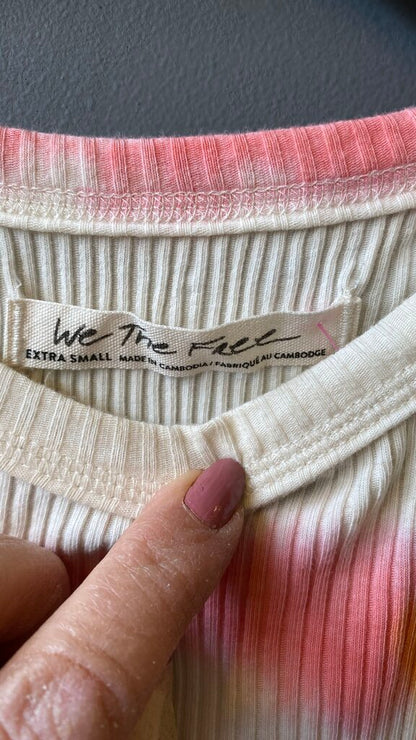 We The Free
EXTRA SMALL MADE IN CAMBODIA / FABRIQUÉ AU CAMBODGE